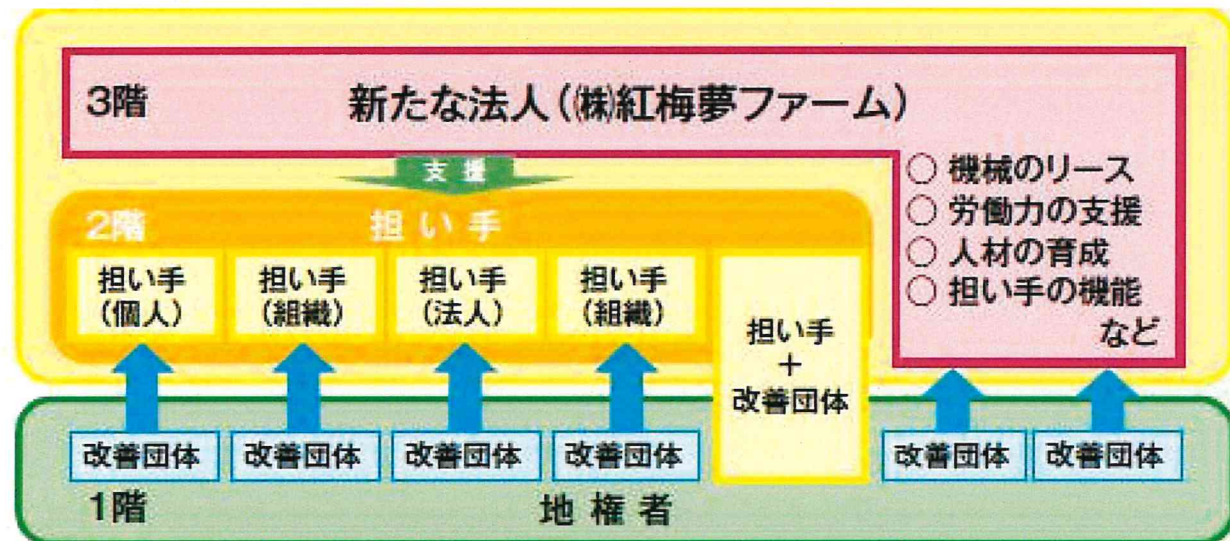 3階 新たな法人(㈱紅梅夢ファーム)
支援
○ 機械のリース
○ 労働力の支援
○ 人材の育成
○ 担い手の機能
など
2階 担い手
担い手
(個人)
担い手
(組織)
担い手
(法人)
担い手
(組織)
担い手
+
改善団体
改善団体
改善団体
改善団体
改善団体
改善団体
改善団体
1階 地権者